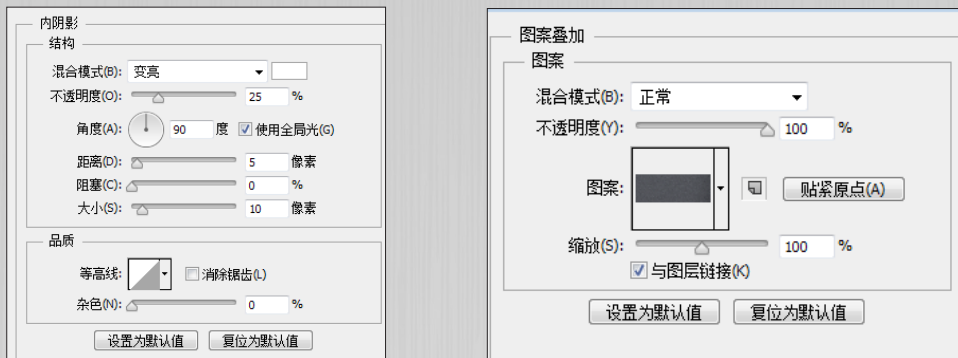 内阴影
结构
混合模式(B): 变亮
不透明度(O): 25 %
角度(A): 90 度 使用全局光(G)
距离(D): 5 像素
阻塞(C): 0 %
大小(S): 10 像素
品质
等高线: 消除锯齿(L)
杂色(N): 0 %
设置为默认值 复位为默认值
图案叠加
图案
混合模式(B): 正常
不透明度(Y): 100 %
图案: 贴紧原点(A)
缩放(S): 100 %
与图层链接(K)
设置为默认值 复位为默认值